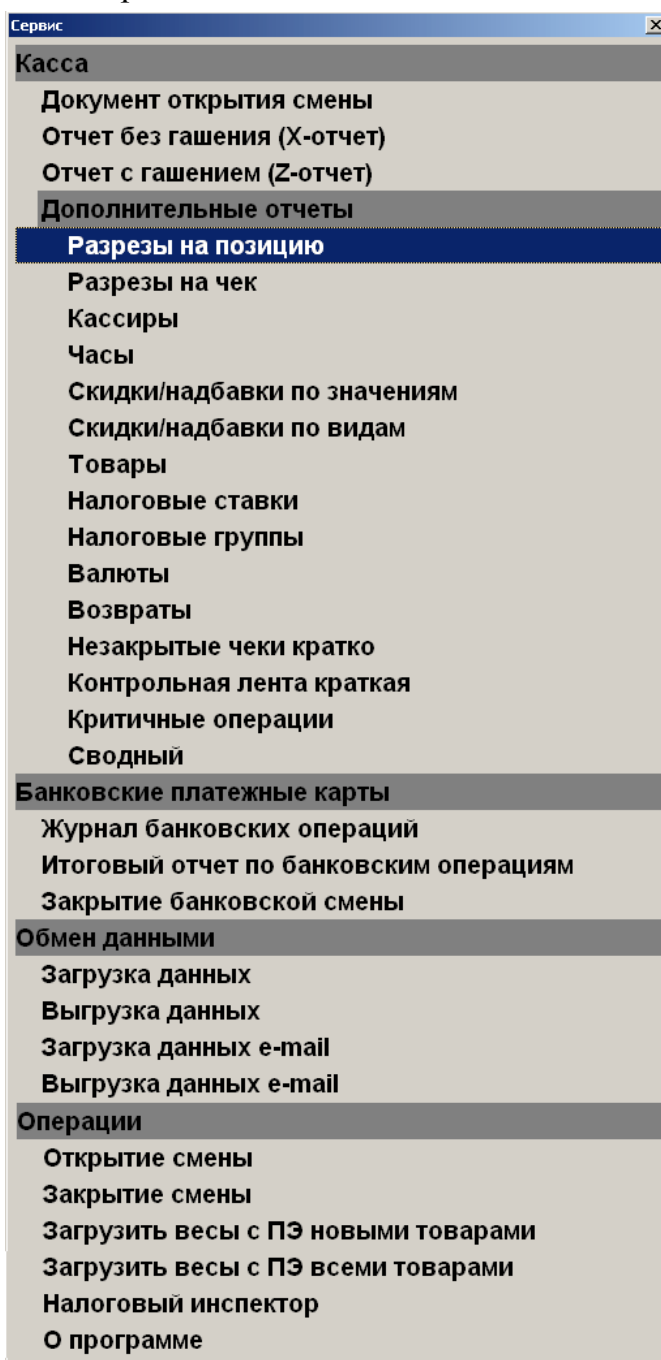 Сервис
Касса
Документ открытия смены
Отчет без гашения (X-отчет)
Отчет с гашением (Z-отчет)
Дополнительные отчеты
Разрезы на позицию
Разрезы на чек
Кассиры
Часы
Скидки/надбавки по значениям
Скидки/надбавки по видам
Товары
Налоговые ставки
Налоговые группы
Валюты
Возвраты
Незакрытые чеки кратко
Контрольная лента краткая
Критичные операции
Сводный
Банковские платежные карты
Журнал банковских операций
Итоговый отчет по банковским операциям
Закрытие банковской смены
Обмен данными
Загрузка данных
Выгрузка данных
Загрузка данных e-mail
Выгрузка данных e-mail
Операции
Открытие смены
Закрытие смены
Загрузить весы с ПЭ новыми товарами
Загрузить весы с ПЭ всеми товарами
Налоговый инспектор
О программе